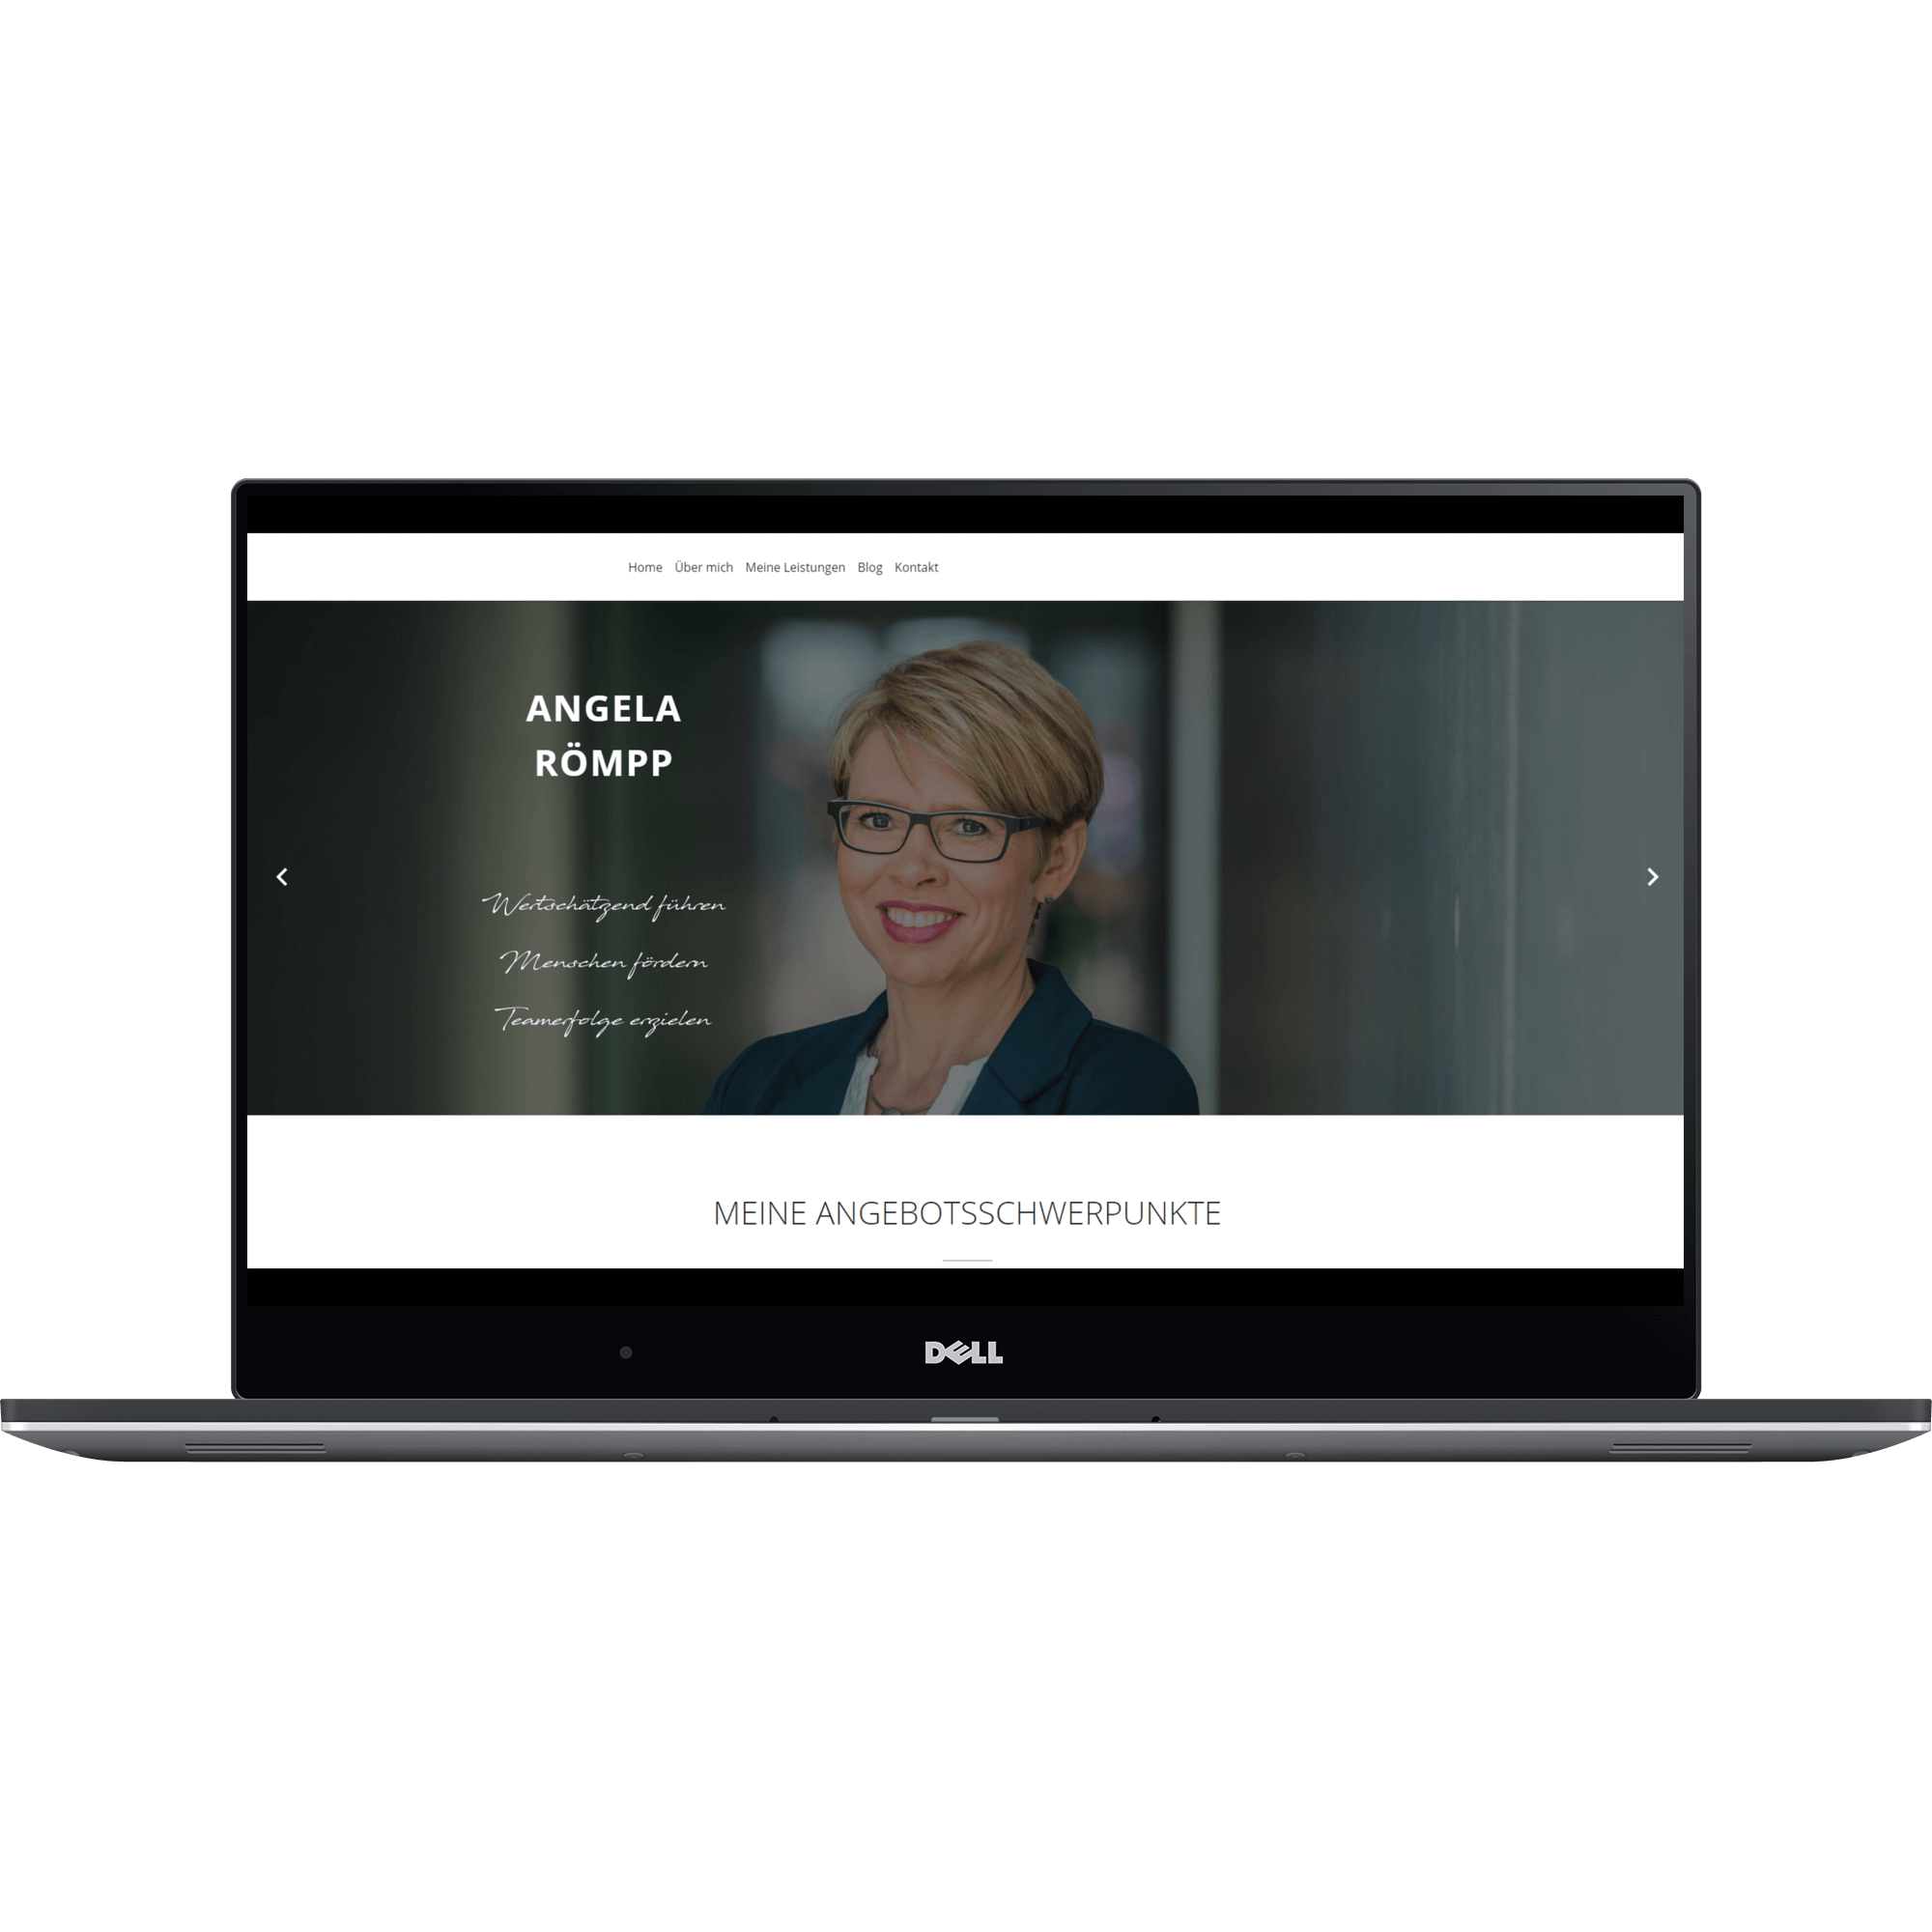 Home Über mich Meine Leistungen Blog Kontakt
ANGELA
RÖMPP
Wertschätzend führen
Menschen fördern
Teamerfolge erzielen
MEINE ANGEBOTSSCHWERPUNKTE
DELL